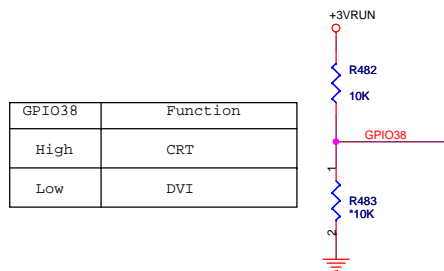 +3VRUN
R482
10K
GPIO38
GPIO38 Function
High CRT
Low DVI
1
R483
*10K
2